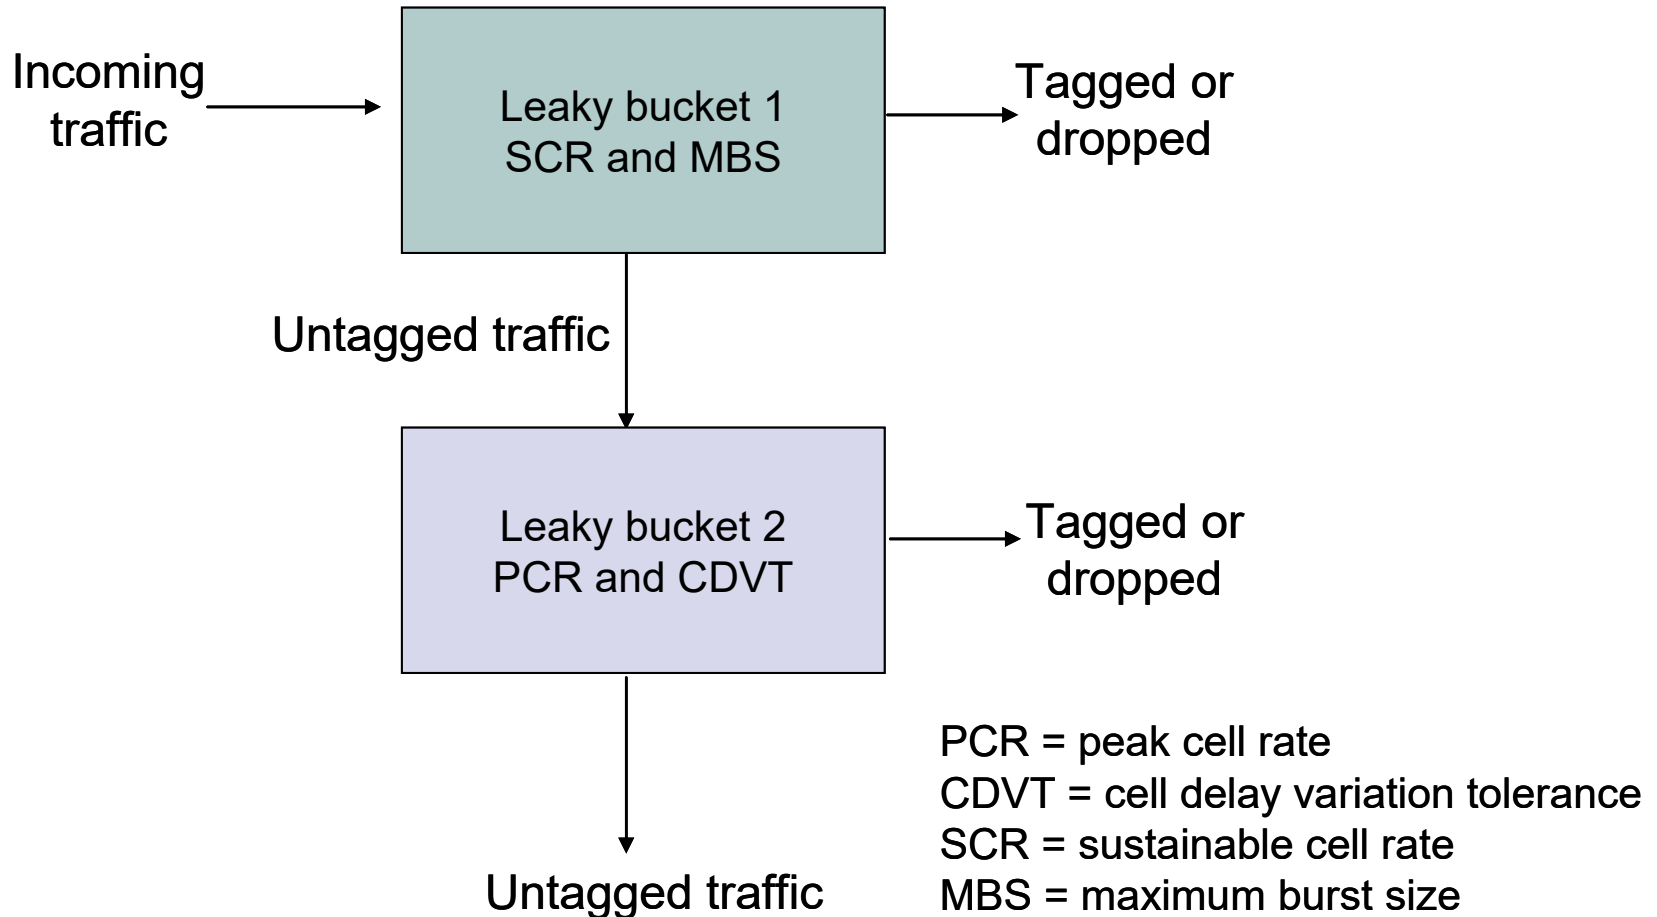 Incoming
traffic
Leaky bucket 1
SCR and MBS
Tagged or
dropped
Untagged traffic
Leaky bucket 2
PCR and CDVT
Tagged or
dropped
Untagged traffic
PCR = peak cell rate
CDVT = cell delay variation tolerance
SCR = sustainable cell rate
MBS = maximum burst size